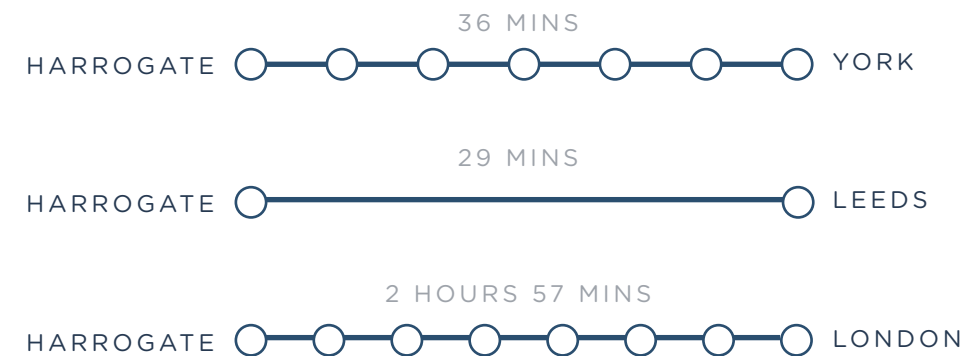 36 MINS
HARROGATE YORK
29 MINS
HARROGATE LEEDS
2 HOURS 57 MINS
HARROGATE LONDON